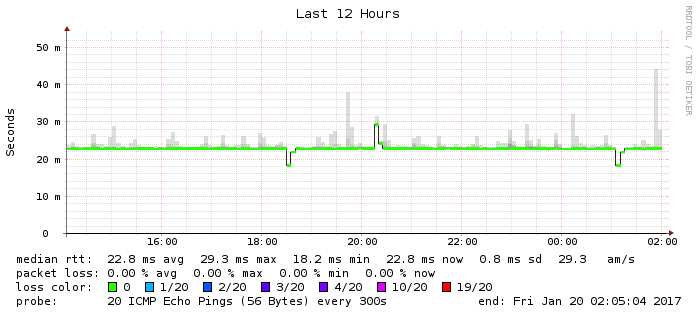 Last 12 Hours
RRDTOOL / TOBI OETIKER
Seconds
50 m
40 m
30 m
20 m
10 m
0
16:00 18:00 20:00 22:00 00:00 02:00
median rtt: 22.8 ms avg 29.3 ms max 18.2 ms min 22.8 ms now 0.8 ms sd 29.3 am/s
packet loss: 0.00 % avg 0.00 % max 0.00 % min 0.00 % now
loss color: 0 1/20 2/20 3/20 4/20 10/20 19/20
probe: 20 ICMP Echo Pings (56 Bytes) every 300s end: Fri Jan 20 02:05:04 2017